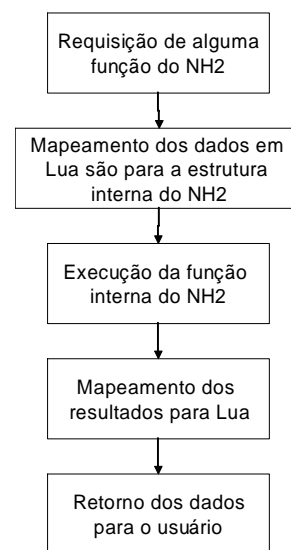 Requisição de alguma
função do NH2
Mapeamento dos dados em
Lua são para a estrutura
interna do NH2
Execução da função
interna do NH2
Mapeamento dos
resultados para Lua
Retorno dos dados
para o usuário